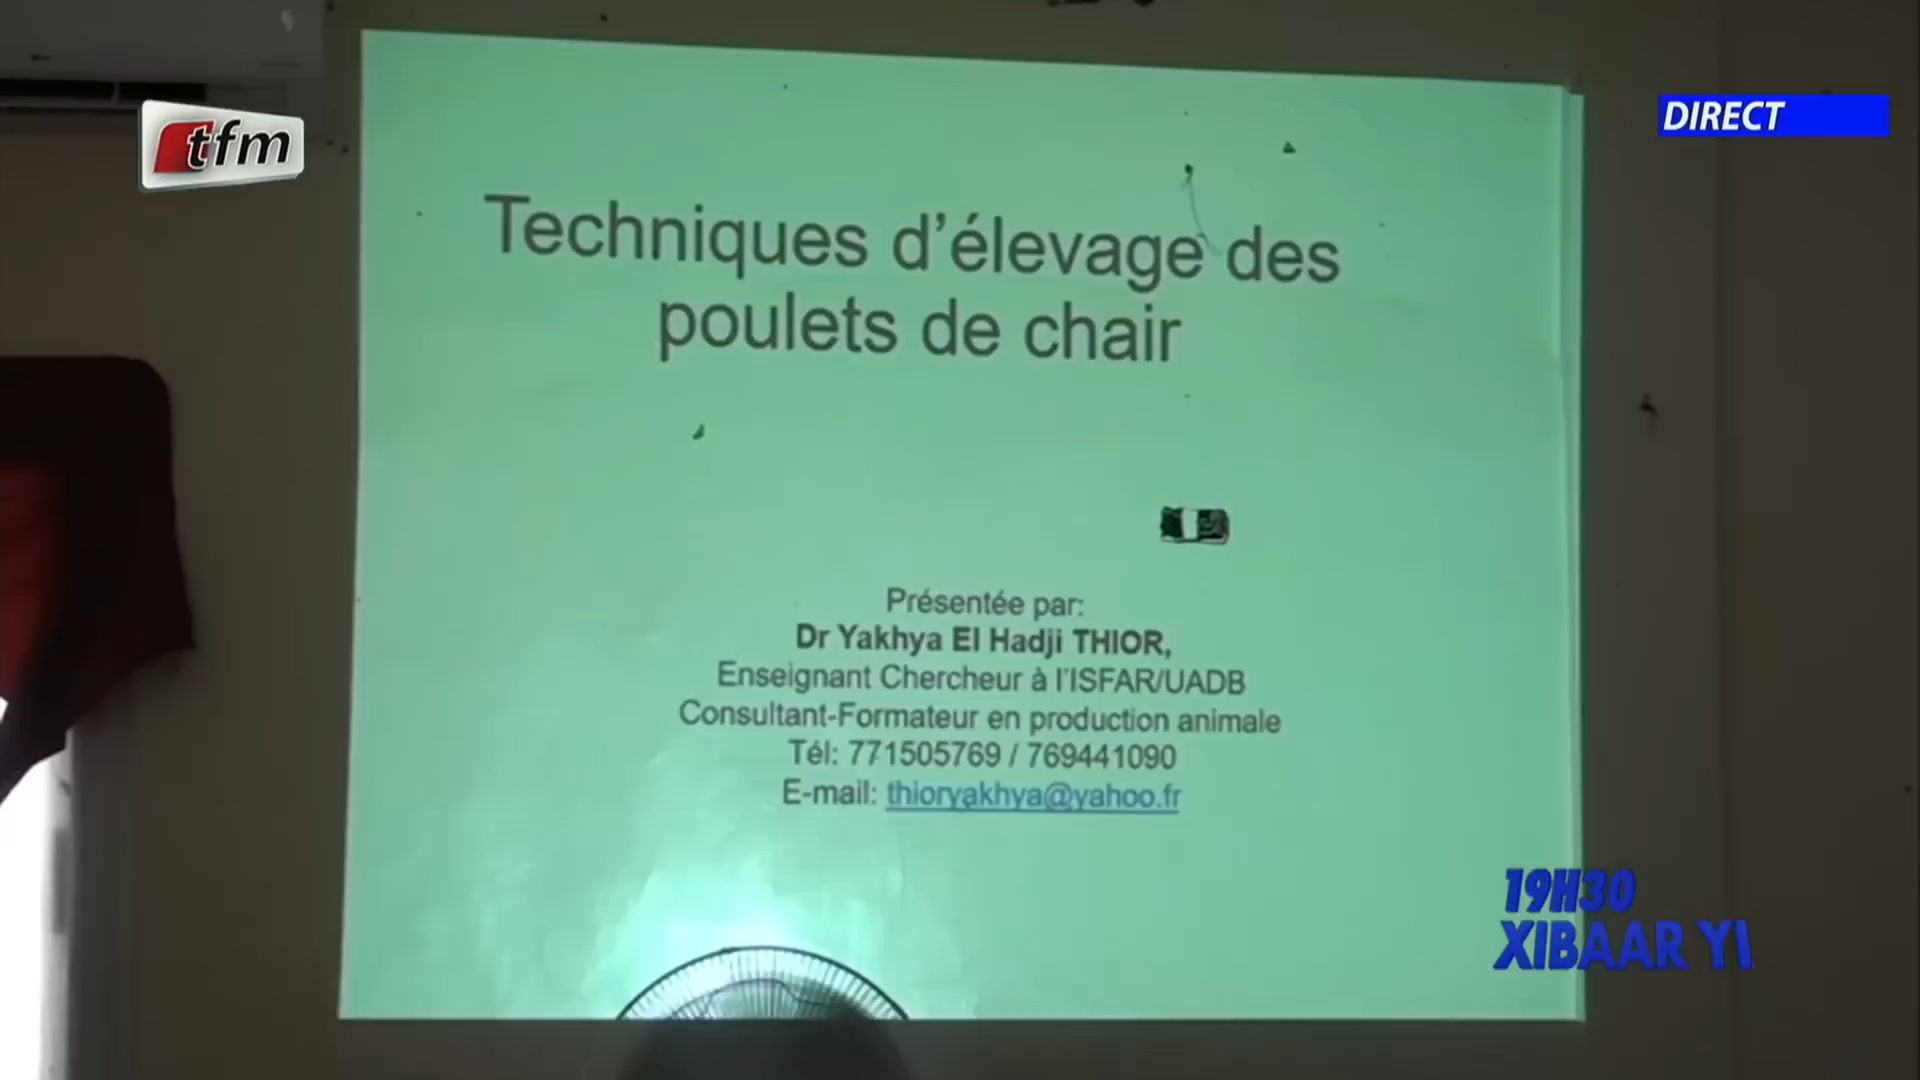 tfm
DIRECT
Techniques d'élevage des
poulets de chair
Présentée par:
Dr Yakhya El Hadji THIOR,
Enseignant Chercheur à l'ISFAR/UADB
Consultant-Formateur en production animale
Tél: 771505769 / 769441090
E-mail: thioryakhya@yahoo.fr
19H30
XIBAAR YI